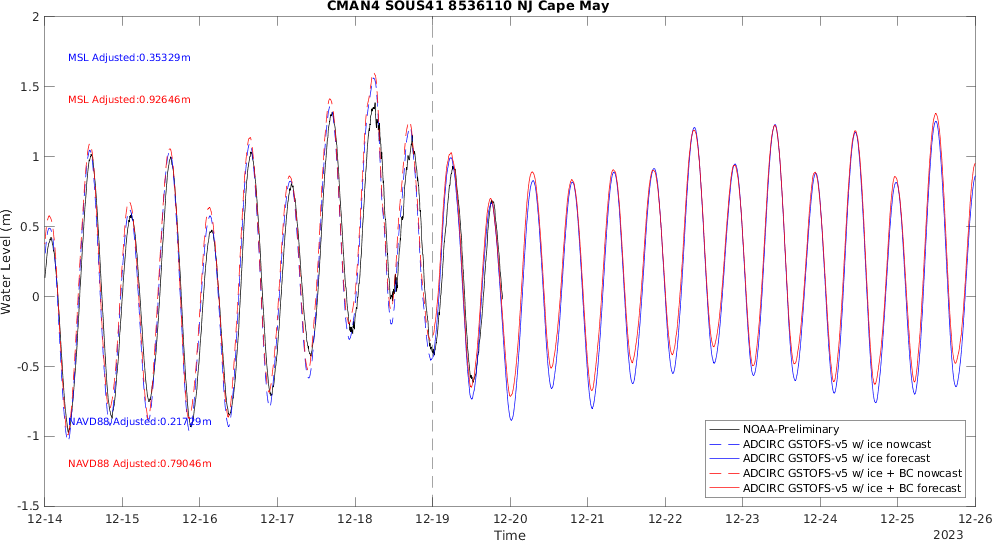 CMAN4 SOUS41 8536110 NJ Cape May
2
1.5
1
0.5
0
-0.5
-1
-1.5
Water Level (m)
MSL Adjusted:0.35329m
MSL Adjusted:0.92646m
NAVD88 Adjusted:0.21729m
NAVD88 Adjusted:0.79046m
NOAA-Preliminary
ADCIRC GSTOFS-v5 w/ ice nowcast
ADCIRC GSTOFS-v5 w/ ice forecast
ADCIRC GSTOFS-v5 w/ ice + BC nowcast
ADCIRC GSTOFS-v5 w/ ice + BC forecast
12-14 12-15 12-16 12-17 12-18 12-19 12-20 12-21 12-22 12-23 12-24 12-25 12-26
Time
2023